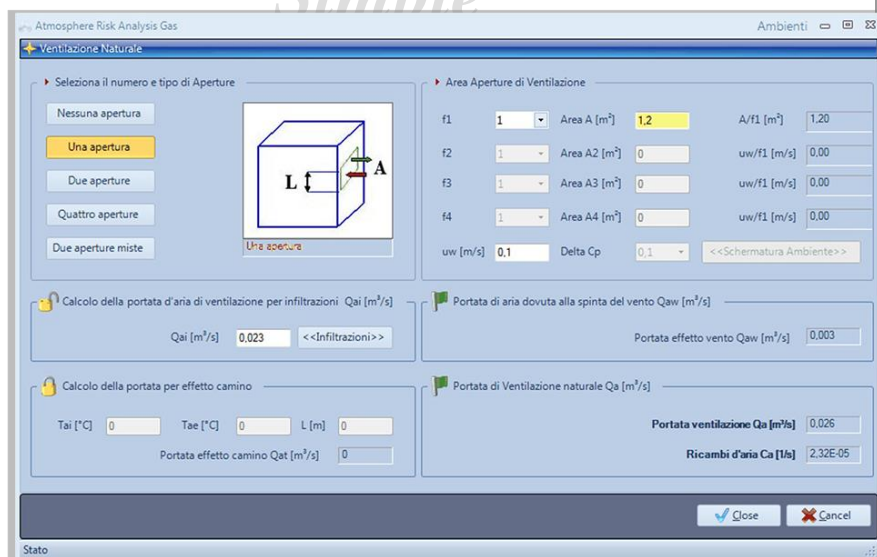 Atmosphere Risk Analysis Gas
Ambienti
Ventilazione Naturale
Seleziona il numero e tipo di Aperture
Nessuna apertura
Una apertura
Due aperture
Quattro aperture
Due aperture miste
L
A
Una apertura
Area Aperture di Ventilazione
f1 1 Area A [m²] 1,2 A/f1 [m²] 1,20
f2 1 Area A2 [m²] 0 uw/f1 [m/s] 0,00
f3 1 Area A3 [m²] 0 uw/f1 [m/s] 0,00
f4 1 Area A4 [m²] 0 uw/f1 [m/s] 0,00
uw [m/s] 0,1 Delta Cp 0,1 <<Schermatura Ambiente>>
Calcolo della portata d'aria di ventilazione per infiltrazioni Qai [m³/s]
Qai [m³/s] 0,023 <<Infiltrazioni>>
Portata di aria dovuta alla spinta del vento Qaw [m³/s]
Portata effetto vento Qaw [m³/s] 0,003
Calcolo della portata per effetto camino
Tai [°C] 0 Tae [°C] 0 L [m] 0
Portata effetto camino Qat [m³/s] 0
Portata di Ventilazione naturale Qa [m³/s]
Portata ventilazione Qa [m³/s] 0,026
Ricambi d'aria Ca [1/s] 2,32E-05
Close
Cancel
Stato